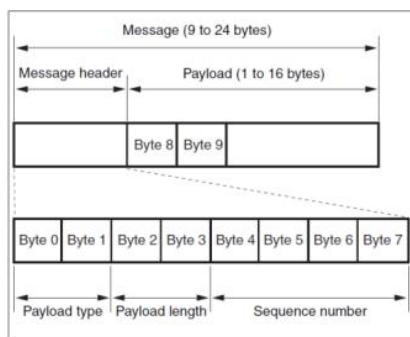 Message (9 to 24 bytes)
Message header Payload (1 to 16 bytes)
Byte 8 Byte 9
Byte 0 Byte 1 Byte 2 Byte 3 Byte 4 Byte 5 Byte 6 Byte 7
Payload type Payload length Sequence number